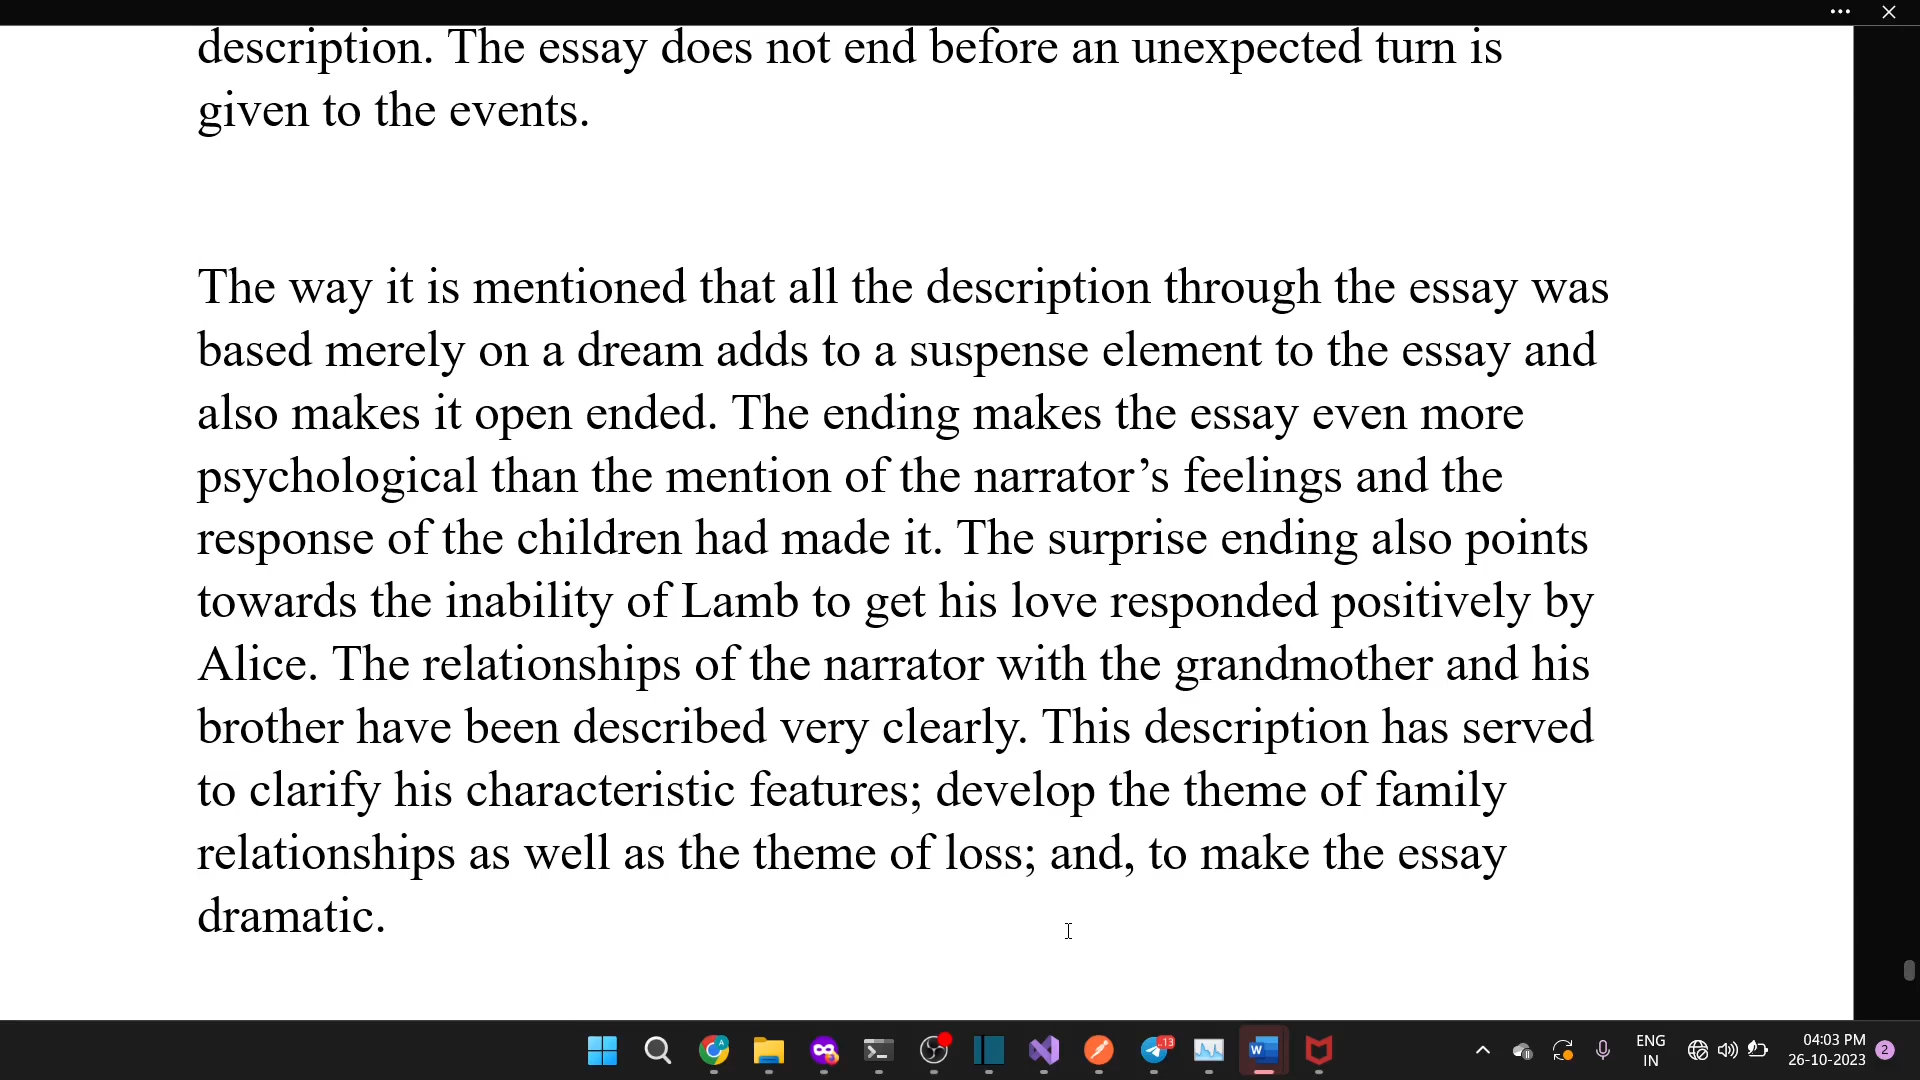 description. The essay does not end before an unexpected turn is
given to the events.
The way it is mentioned that all the description through the essay was
based merely on a dream adds to a suspense element to the essay and
also makes it open ended. The ending makes the essay even more
psychological than the mention of the narrator’s feelings and the
response of the children had made it. The surprise ending also points
towards the inability of Lamb to get his love responded positively by
Alice. The relationships of the narrator with the grandmother and his
brother have been described very clearly. This description has served
to clarify his characteristic features; develop the theme of family
relationships as well as the theme of loss; and, to make the essay
dramatic.
A
13
W
ENG
IN
04:03 PM
26-10-2023
2